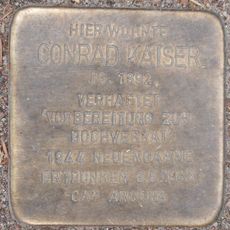 HIER WOHNTE
CONRAD KAISER
JG. 1892
VERHAFTET
VORBEREITUNG ZUM
HOCHVERRAT
1944 NEUENGAMME
ERTRUNKEN 3.5.1945
CAP ARCONA